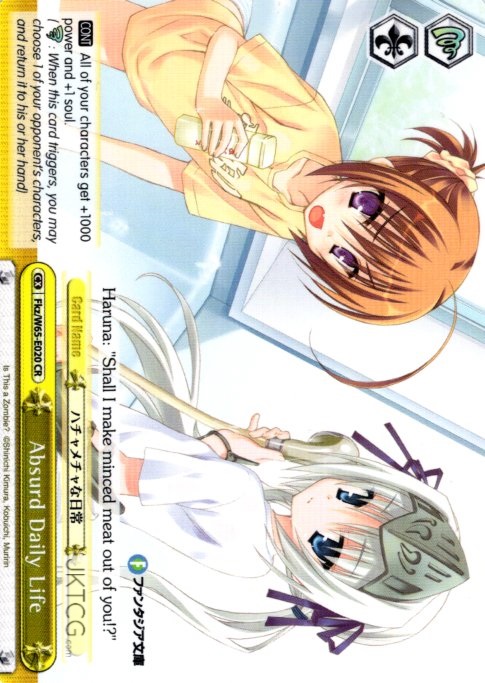 CONT All of your characters get +1000
power and +1 soul.
( : When this card triggers, you may
choose 1 of your opponent's characters,
and return it to his or her hand)
Haruna: "Shall I make minced meat out of you!?"
ファンタジア文庫
Card Name
ハチャメチャな日常
JKTCG.com
CX
Fkz/W65-E020 CR
Absurd Daily Life
Is This a Zombie? ©Shinichi Kimura, Kobuichi, Muririn